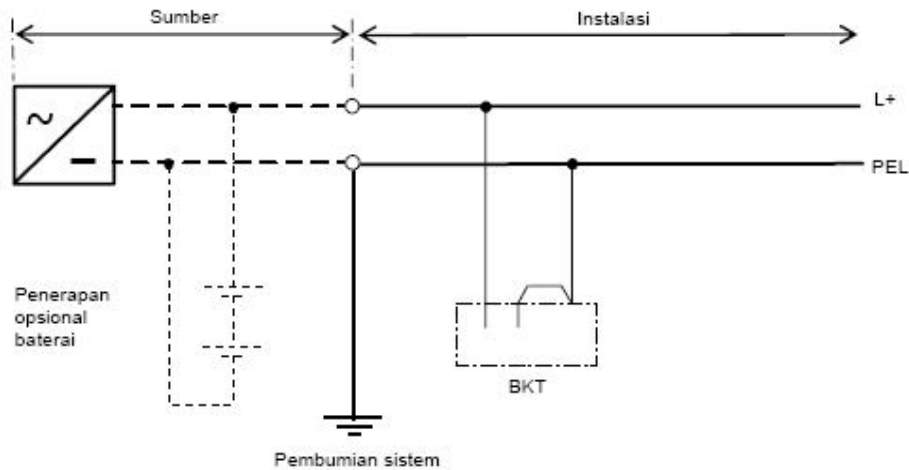 Sumber
Instalasi
L+
PEL
Penerapan
opsional
baterai
BKT
Pembumian sistem